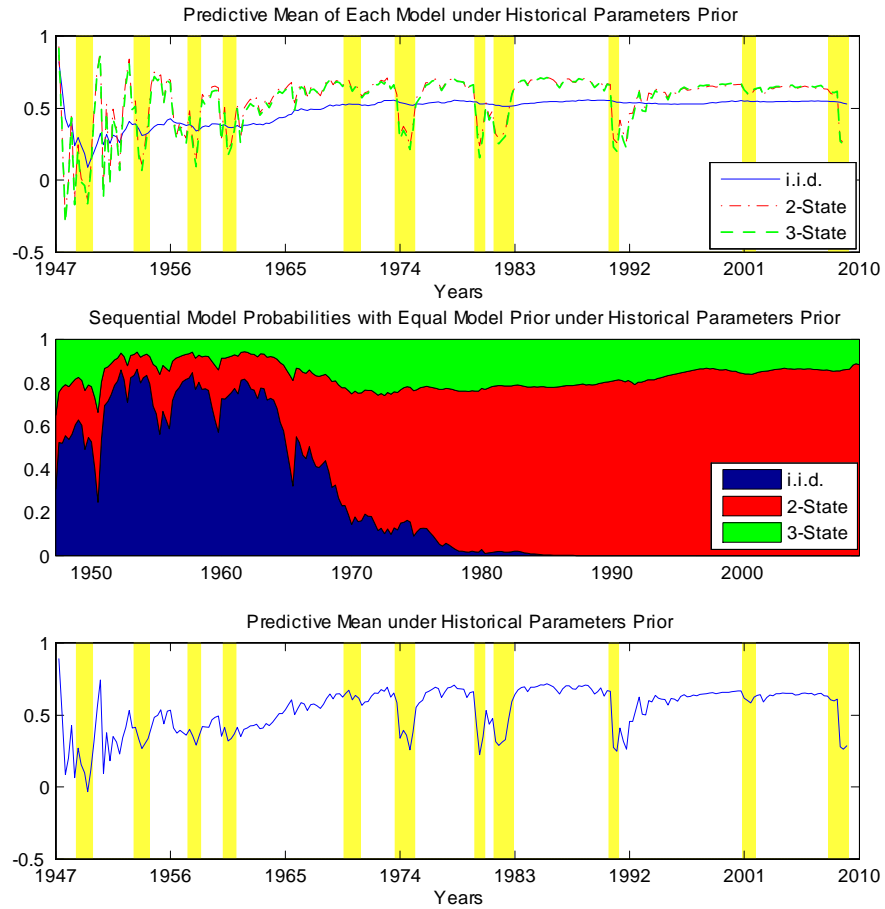 Predictive Mean of Each Model under Historical Parameters Prior
1
0.5
0
-0.5
i.i.d.
2-State
3-State
1947 1956 1965 1974 1983 1992 2001 2010
Years
Sequential Model Probabilities with Equal Model Prior under Historical Parameters Prior
1
0.8
0.6
0.4
0.2
0
i.i.d.
2-State
3-State
1950 1960 1970 1980 1990 2000
Predictive Mean under Historical Parameters Prior
1
0.5
0
-0.5
1947 1956 1965 1974 1983 1992 2001 2010
Years